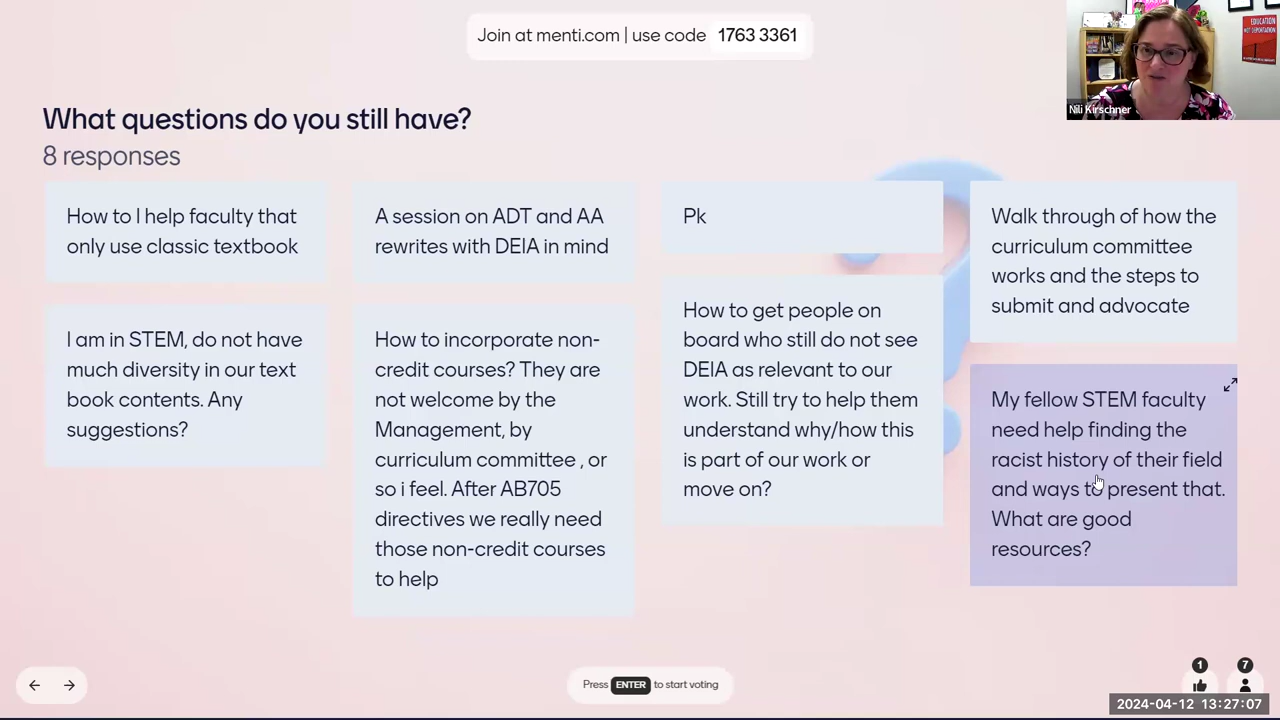 Join at menti.com | use code 1763 3361
EDUCATION
NOT DEPORTATION
Nili Kirschner
What questions do you still have?
8 responses
How to I help faculty that
only use classic textbook
I am in STEM, do not have
much diversity in our text
book contents. Any
suggestions?
A session on ADT and AA
rewrites with DEIA in mind
How to incorporate non-
credit courses? They are
not welcome by the
Management, by
curriculum committee , or
so i feel. After AB705
directives we really need
those non-credit courses
to help
Pk
How to get people on
board who still do not see
DEIA as relevant to our
work. Still try to help them
understand why/how this
is part of our work or
move on?
Walk through of how the
curriculum committee
works and the steps to
submit and advocate
My fellow STEM faculty
need help finding the
racist history of their field
and ways to present that.
What are good
resources?
Press ENTER to start voting
1
7
2024-04-12 13:27:07